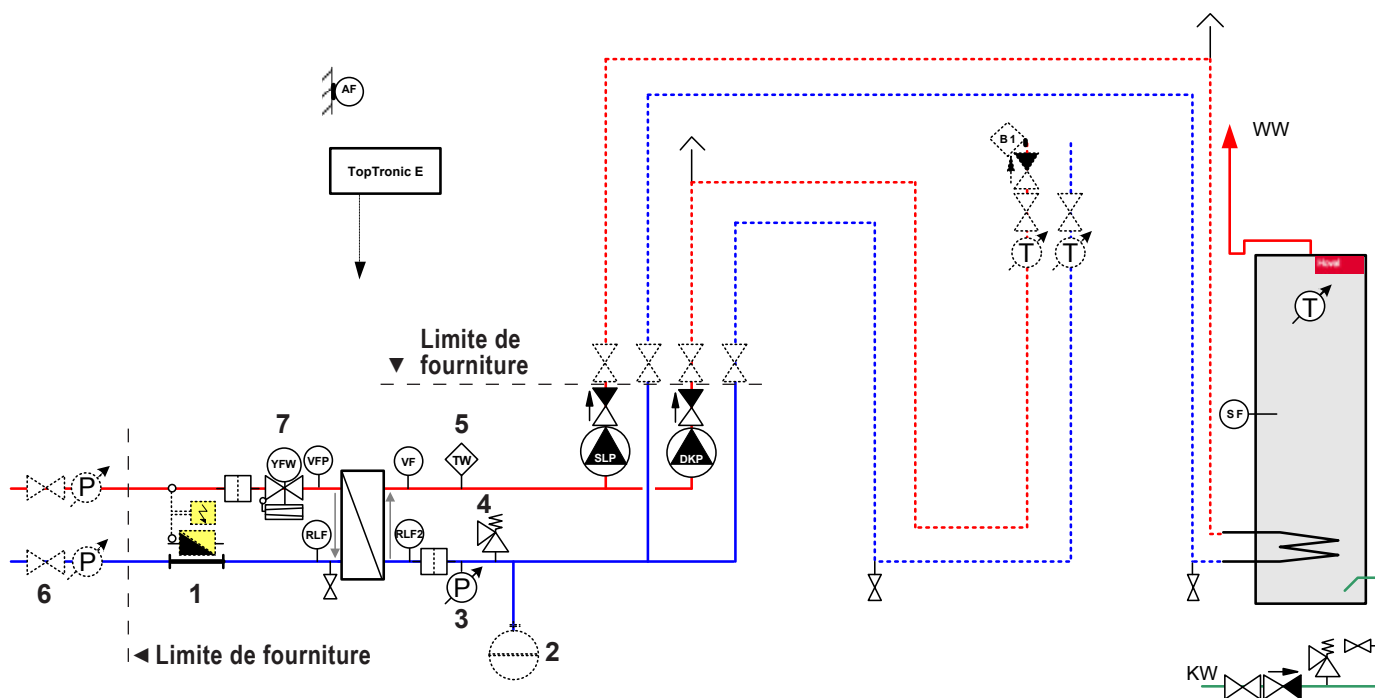 AF
B1
WW
TopTronic E
Hoval
T
T
T
Limite de
fourniture
SF
7
5
YFW
VFP
VF
TW
SLP
DKP
P
4
RLF
RLF2
P
P
6
1
3
2
Limite de fourniture
KW